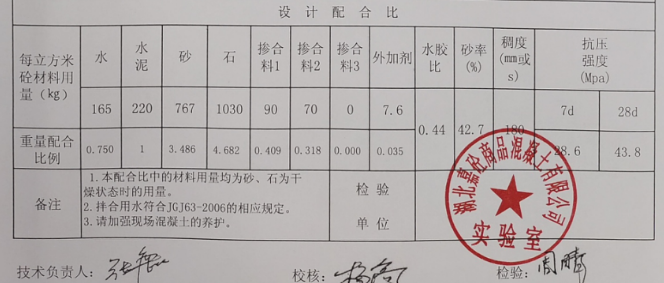 设计配合比
每立方米砼材料用量（kg） 水 水泥 砂 石 掺合料1 掺合料2 掺合料3 外加剂 水胶比 砂率(%) 稠度(mm或s) 抗压强度(Mpa)
165 220 767 1030 90 70 0 7.6 0.44 42.7 180 7d 28d
重量配合比例 0.750 1 3.486 4.682 0.409 0.318 0.000 0.035 28.6 43.8
备注
1.本配合比中的材料用量均为砂、石为干
燥状态时的用量。
2.拌合用水符合JGJ63-2006的相应规定。
3.请加强现场混凝土的养护。
检验
单位
湖北嘉砼商品混凝土有限公司
实验室
技术负责人： 校核： 检验：周晴